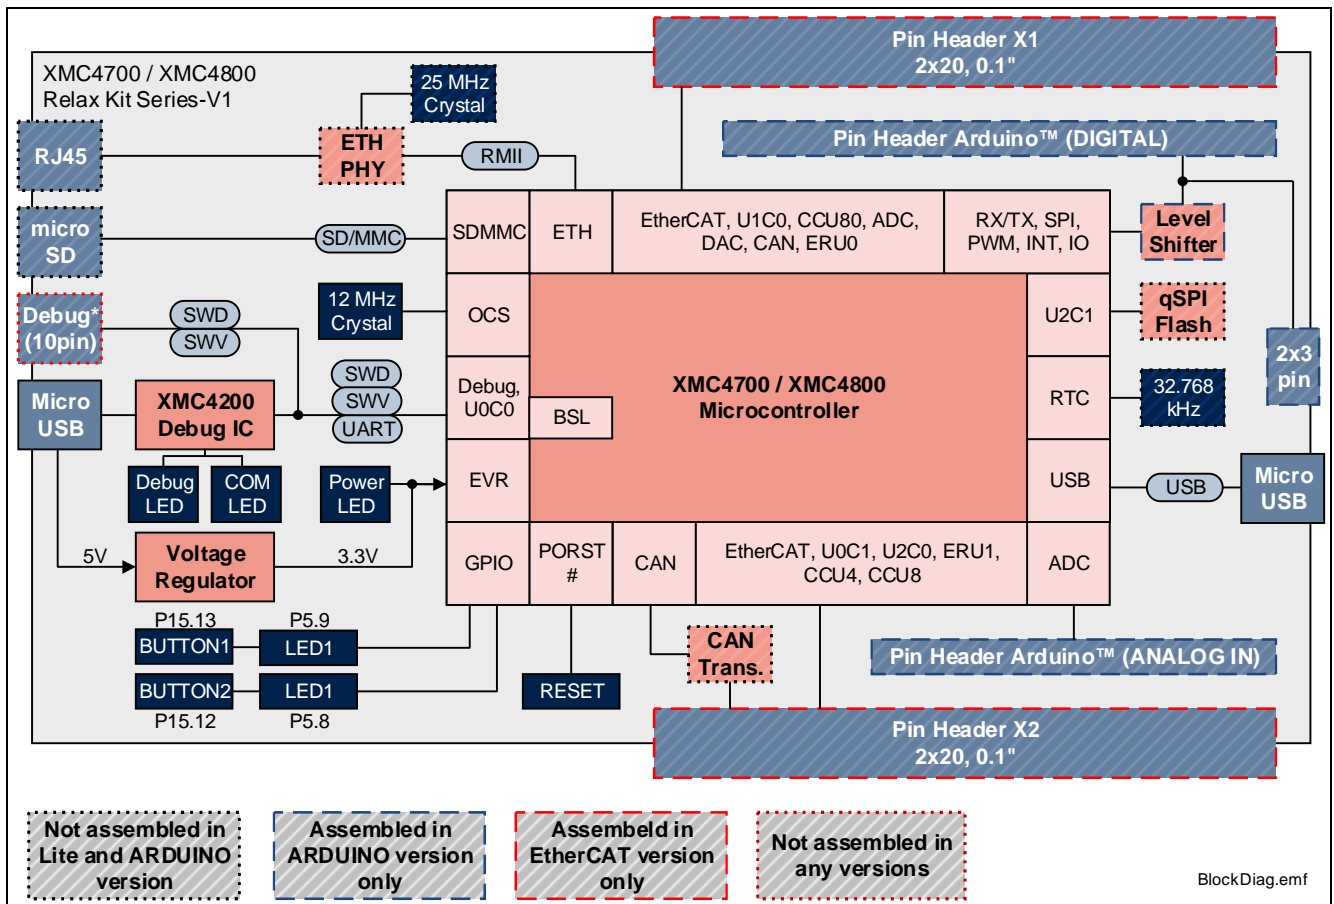 Pin Header X1
2x20, 0.1"
XMC4700 / XMC4800
Relax Kit Series-V1
25 MHz
Crystal
Pin Header Arduino™ (DIGITAL)
RJ45
ETH
PHY
RMII
micro
SD
SD/MMC
SDMMC
ETH
EtherCAT, U1C0, CCU80, ADC,
DAC, CAN, ERU0
RX/TX, SPI,
PWM, INT, IO
Level
Shifter
Debug*
(10pin)
SWD
SWV
12 MHz
Crystal
OCS
U2C1
qSPI
Flash
2x3
pin
Micro
USB
XMC4200
Debug IC
SWD
SWV
UART
Debug,
U0C0
BSL
XMC4700 / XMC4800
Microcontroller
RTC
32.768
kHz
Debug
LED
COM
LED
Power
LED
EVR
USB
USB
Micro
USB
5V
Voltage
Regulator
3.3V
GPIO
PORST
#
CAN
EtherCAT, U0C1, U2C0, ERU1,
CCU4, CCU8
ADC
P15.13
P5.9
BUTTON1
LED1
CAN
Trans.
Pin Header Arduino™ (ANALOG IN)
BUTTON2
LED1
RESET
P15.12
P5.8
Pin Header X2
2x20, 0.1"
Not assembled in
Lite and ARDUINO
version
Assembled in
ARDUINO version
only
Assembeld in
EtherCAT version
only
Not assembled in
any versions
BlockDiag.emf